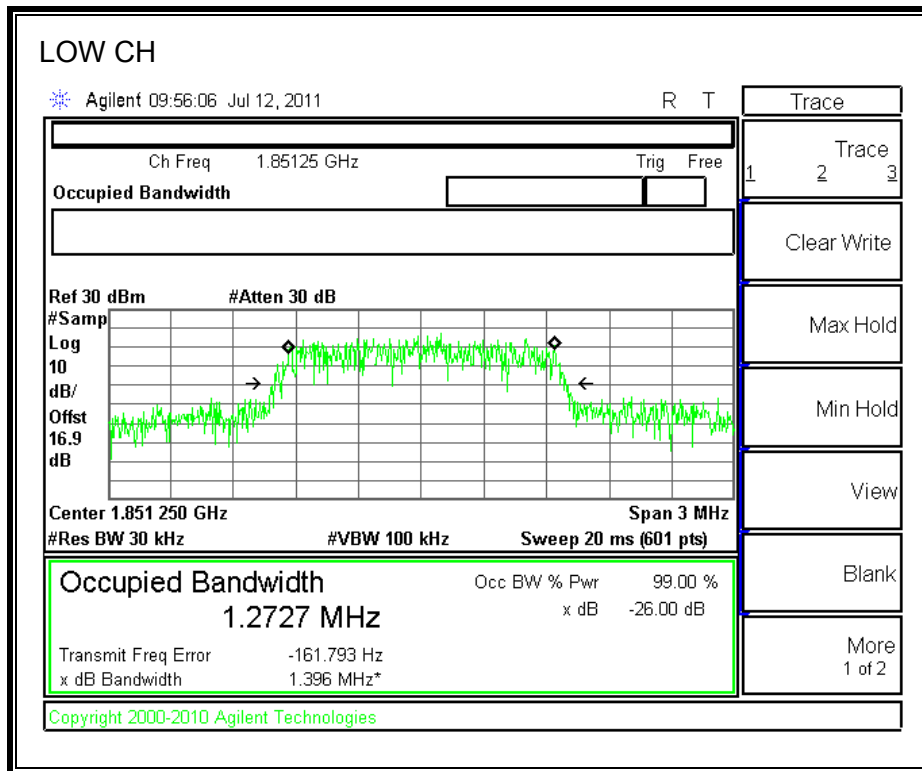 LOW CH
Agilent 09:56:06 Jul 12, 2011 R T
Trace
Ch Freq 1.85125 GHz Trig Free
Occupied Bandwidth
Trace
1 2 3
Clear Write
Max Hold
Min Hold
View
Blank
More
1 of 2
Ref 30 dBm #Atten 30 dB
#Samp
Log
10
dB/
Offst
16.9
dB
Center 1.851 250 GHz Span 3 MHz
#Res BW 30 kHz #VBW 100 kHz Sweep 20 ms (601 pts)
Occupied Bandwidth Occ BW % Pwr 99.00 %
1.2727 MHz x dB -26.00 dB
Transmit Freq Error -161.793 Hz
x dB Bandwidth 1.396 MHz*
Copyright 2000-2010 Agilent Technologies